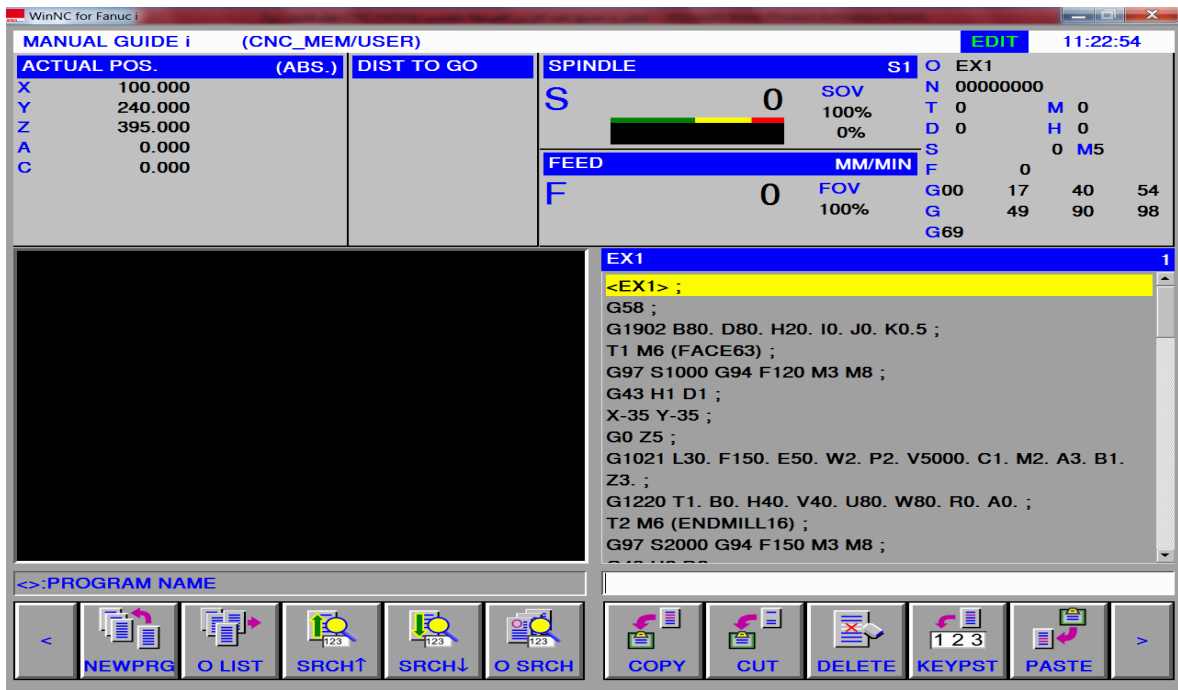 WinNC for Fanuc i
MANUAL GUIDE i (CNC_MEM/USER) EDIT 11:22:54
ACTUAL POS. (ABS.)
X 100.000
Y 240.000
Z 395.000
A 0.000
C 0.000
DIST TO GO
SPINDLE S1
S 0 SOV
100%
0%
FEED MM/MIN
F 0 FOV
100%
O EX1
N 00000000
T 0 M 0
D 0 H 0
S 0 M5
F 0
G00 17 40 54
G 49 90 98
G69
EX1 1
<EX1> ;
G58 ;
G1902 B80. D80. H20. I0. J0. K0.5 ;
T1 M6 (FACE63) ;
G97 S1000 G94 F120 M3 M8 ;
G43 H1 D1 ;
X-35 Y-35 ;
G0 Z5 ;
G1021 L30. F150. E50. W2. P2. V5000. C1. M2. A3. B1.
Z3. ;
G1220 T1. B0. H40. V40. U80. W80. R0. A0. ;
T2 M6 (ENDMILL16) ;
G97 S2000 G94 F150 M3 M8 ;
<>:PROGRAM NAME
< NEWPRG O LIST SRCH↑ SRCH↓ O SRCH COPY CUT DELETE KEYPST PASTE >
123 123 123 1 2 3